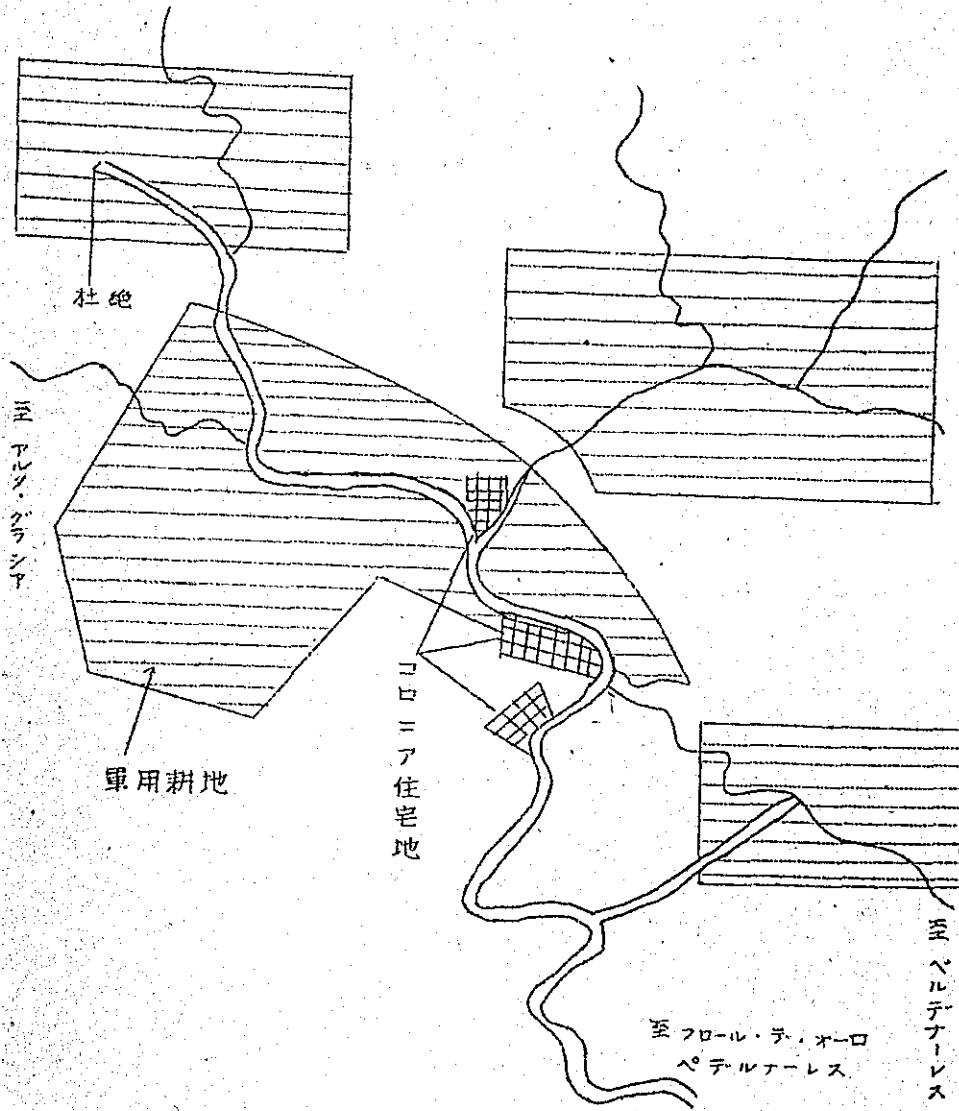 杜絶
至 アルタ・グラシア
軍用耕地
コロニア住宅地
至 フロール・デ・オーロ
ペデルナーレス
至 ペルデナーレス